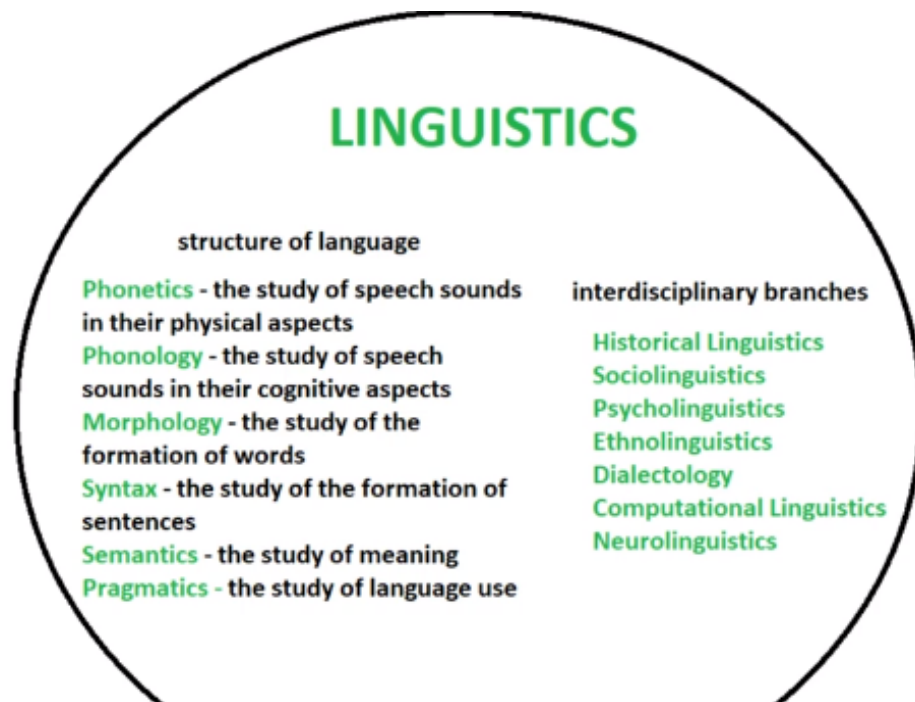 LINGUISTICS
structure of language
Phonetics - the study of speech sounds
in their physical aspects
Phonology - the study of speech
sounds in their cognitive aspects
Morphology - the study of the
formation of words
Syntax - the study of the formation of
sentences
Semantics - the study of meaning
Pragmatics - the study of language use
interdisciplinary branches
Historical Linguistics
Sociolinguistics
Psycholinguistics
Ethnolinguistics
Dialectology
Computational Linguistics
Neurolinguistics